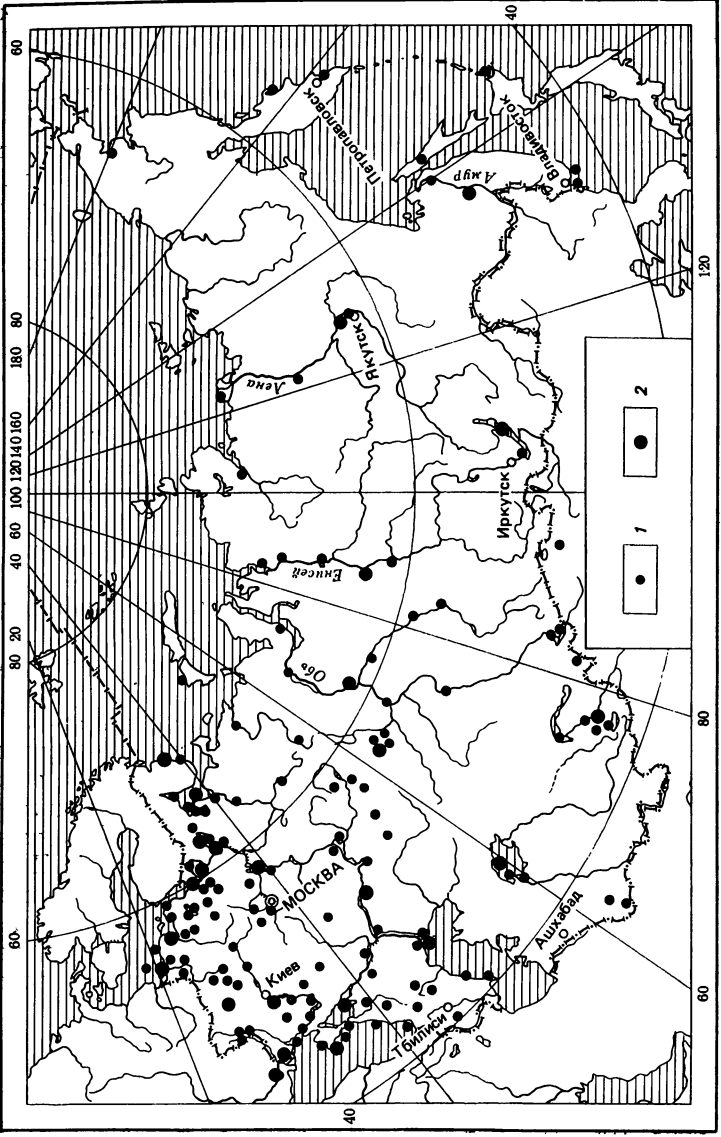 60
80
180
160
140
120
100
60
40
20
80
60
40
40
120
80
60
Петропавловск
Амур
Владивосток
Лена
Якутск
Иркутск
Енисей
Обь
МОСКВА
Киев
Тбилиси
Ашхабад
1
2